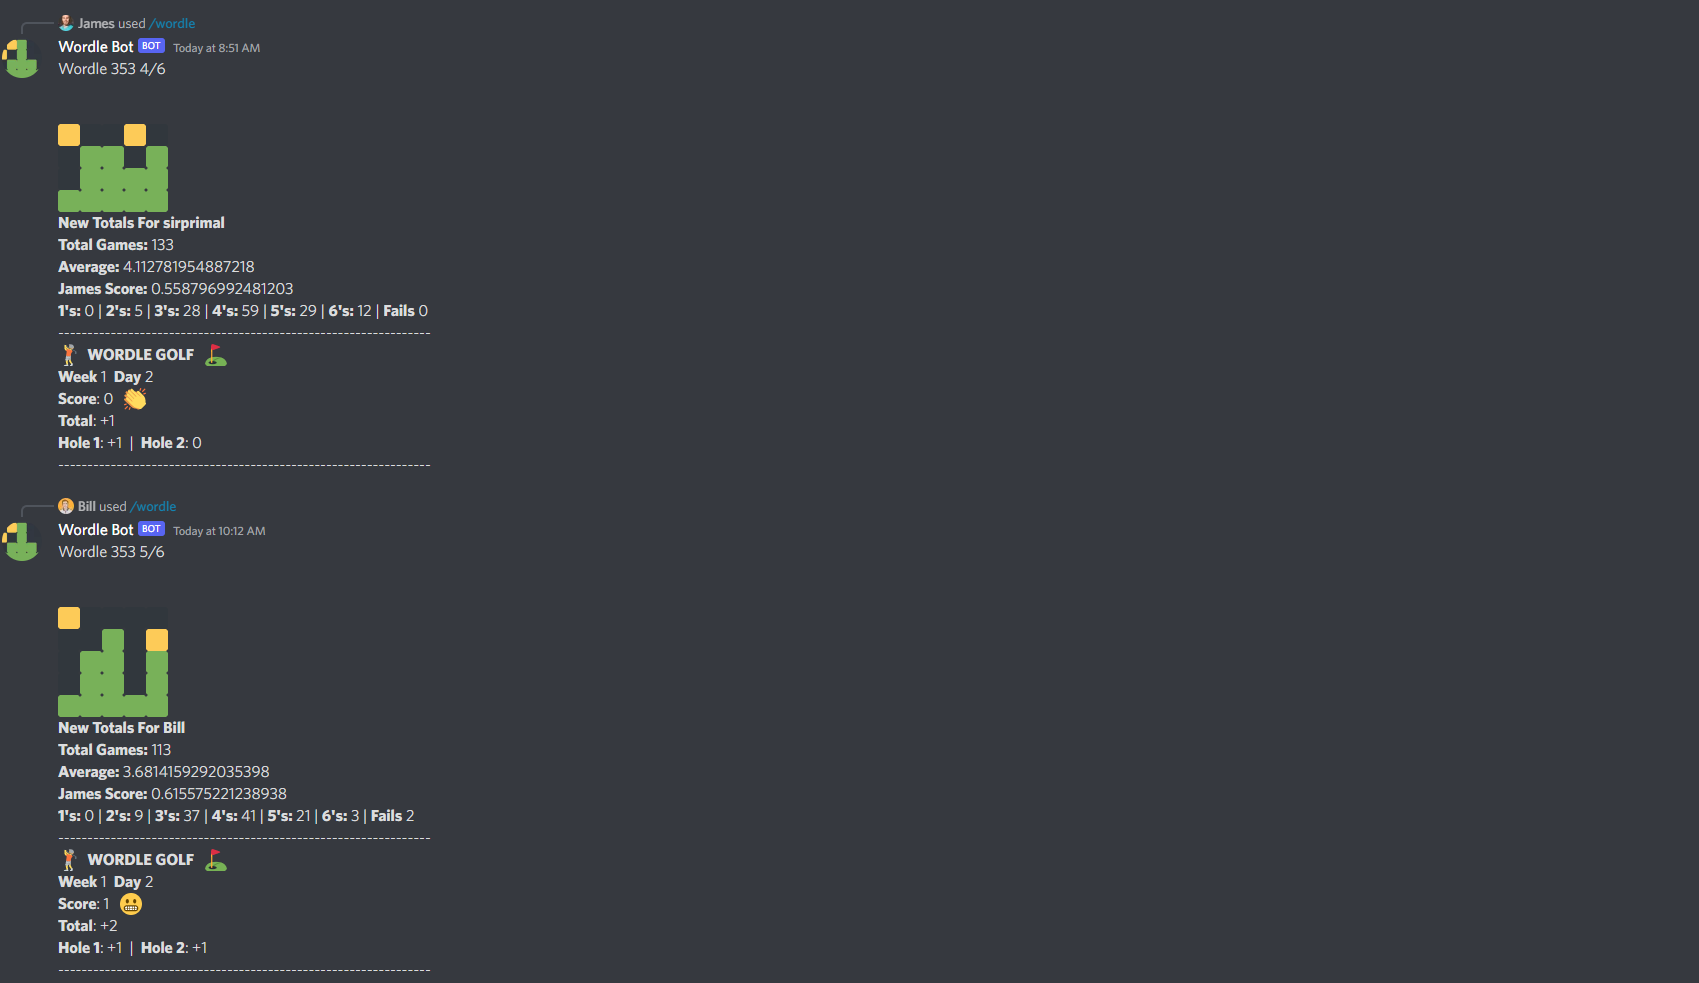 James used /wordle
Wordle Bot BOT Today at 8:51 AM
Wordle 353 4/6
New Totals For sirprimal
Total Games: 133
Average: 4.112781954887218
James Score: 0.558796992481203
1's: 0 | 2's: 5 | 3's: 28 | 4's: 59 | 5's: 29 | 6's: 12 | Fails 0
----------------------------------------------------------------
WORDLE GOLF
Week 1 Day 2
Score: 0
Total: +1
Hole 1: +1 | Hole 2: 0
----------------------------------------------------------------
Bill used /wordle
Wordle Bot BOT Today at 10:12 AM
Wordle 353 5/6
New Totals For Bill
Total Games: 113
Average: 3.6814159292035398
James Score: 0.615575221238938
1's: 0 | 2's: 9 | 3's: 37 | 4's: 41 | 5's: 21 | 6's: 3 | Fails 2
----------------------------------------------------------------
WORDLE GOLF
Week 1 Day 2
Score: 1
Total: +2
Hole 1: +1 | Hole 2: +1
----------------------------------------------------------------